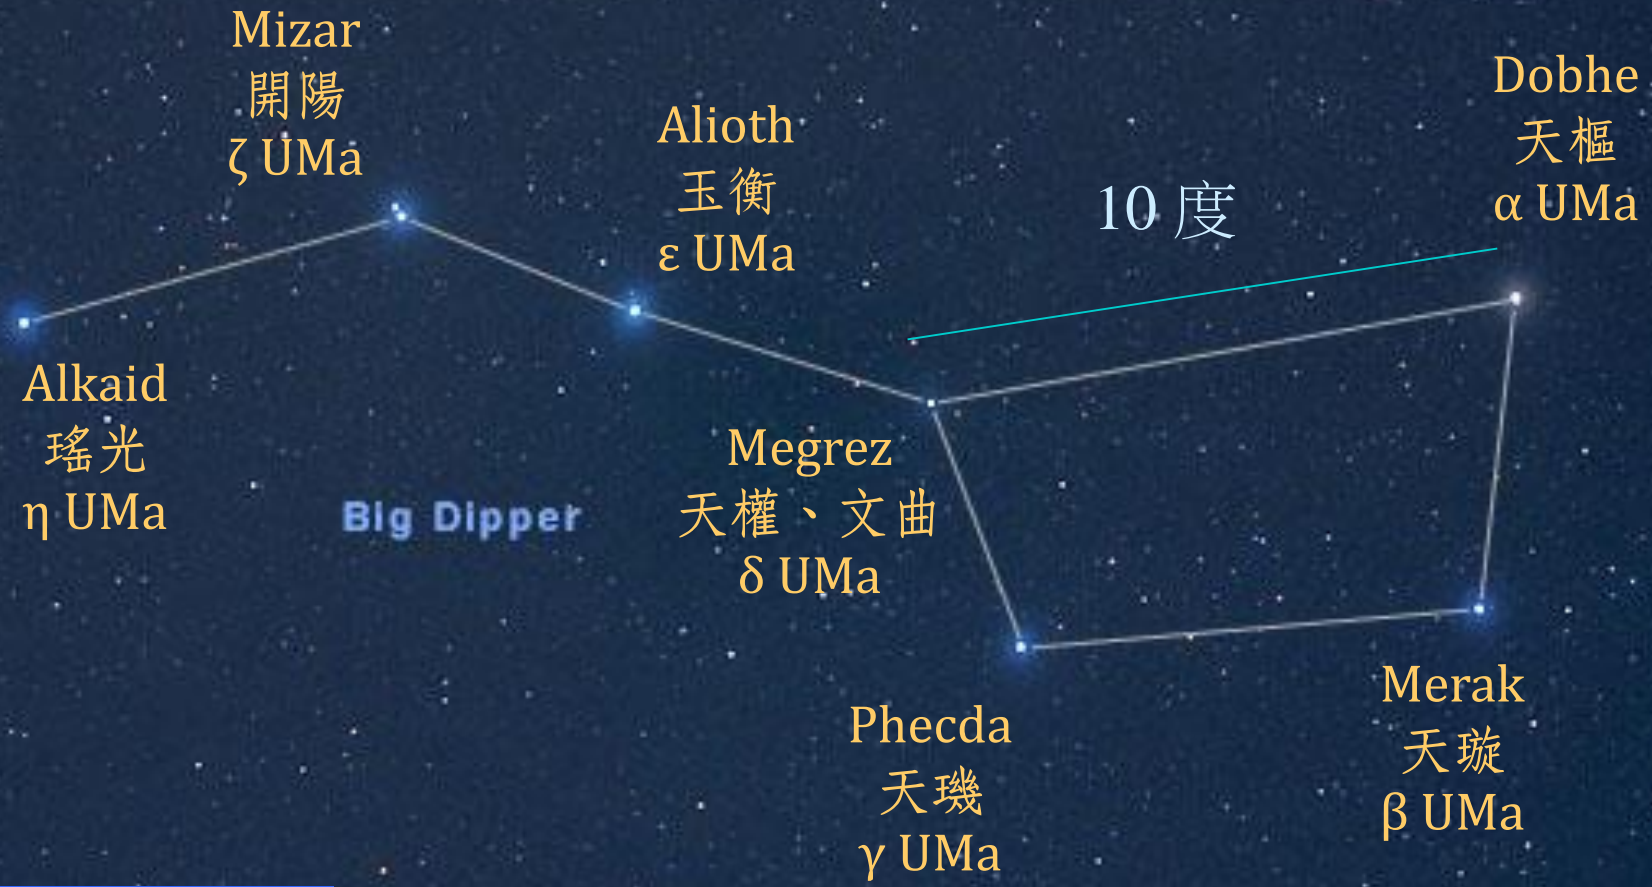 Mizar
開陽
ζ UMa
Alioth
玉衡
ε UMa
Dobhe
天樞
α UMa
10 度
Alkaid
瑤光
η UMa
Big Dipper
Megrez
天權、文曲
δ UMa
Phecda
天璣
γ UMa
Merak
天璇
β UMa